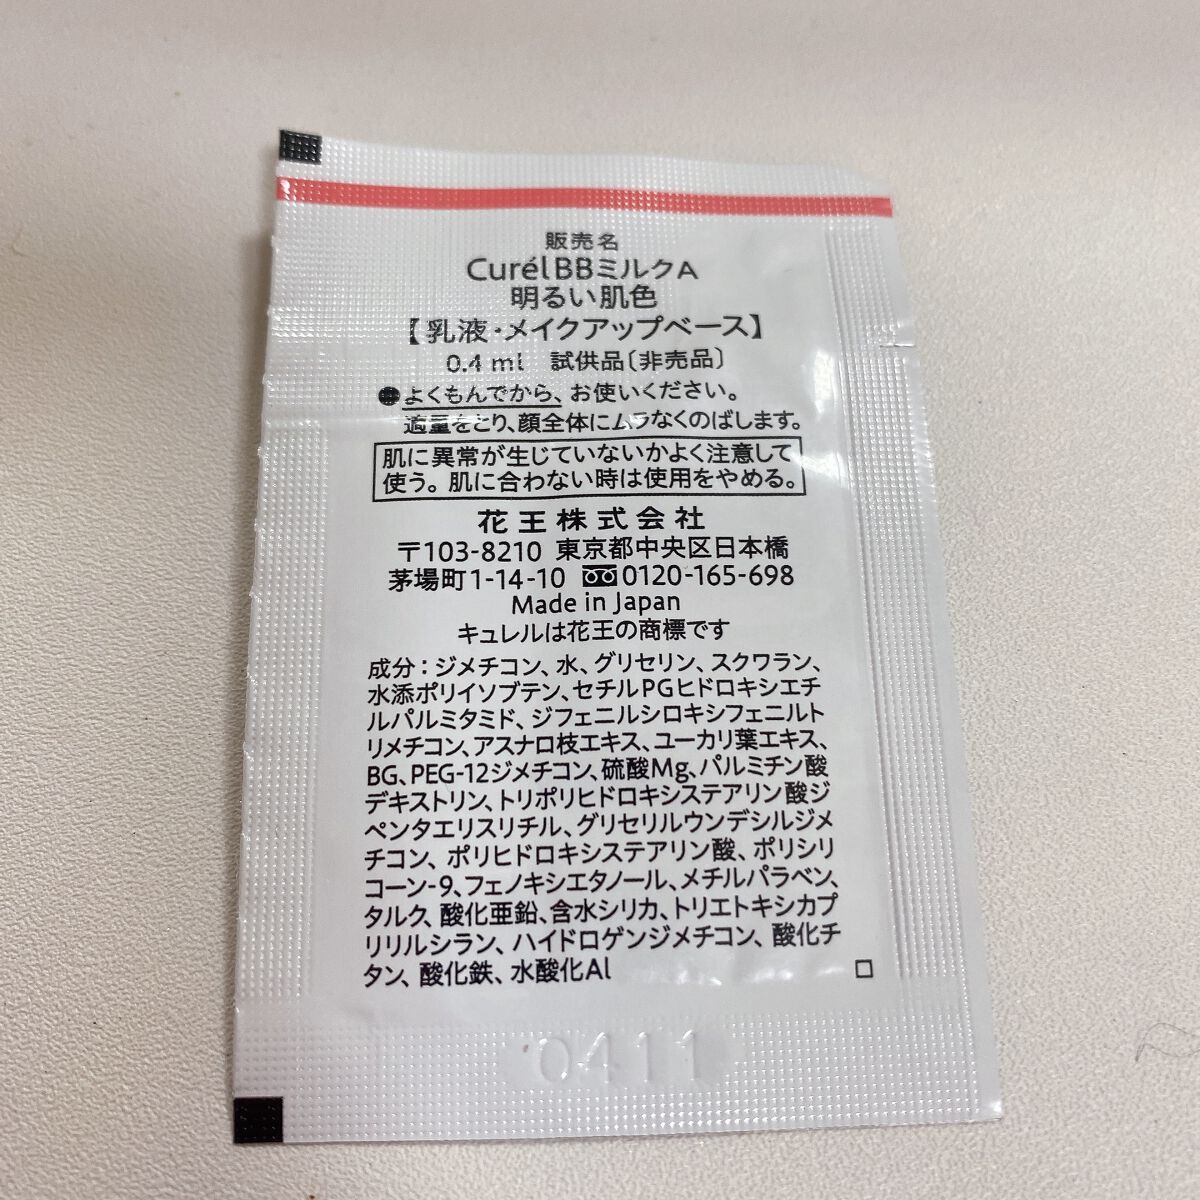 販売名
Curél BBミルクA
明るい肌色
【乳液・メイクアップベース】
0.4ml 試供品〔非売品〕
●よくもんでから、お使いください。
適量をとり、顔全体にムラなくのばします。
肌に異常が生じていないかよく注意して
使う。肌に合わない時は使用をやめる。
花王株式会社
〒103-8210 東京都中央区日本橋
茅場町1-14-10 0120-165-698
Made in Japan
キュレルは花王の商標です
成分：ジメチコン、水、グリセリン、スクワラン、
水添ポリイソブテン、セチルPGヒドロキシエチ
ルパルミタミド、ジフェニルシロキシフェニルト
リメチコン、アスナロ枝エキス、ユーカリ葉エキス、
BG、PEG-12ジメチコン、硫酸Mg、パルミチン酸
デキストリン、トリポリヒドロキシステアリン酸ジ
ペンタエリスリチル、グリセリルウンデシルジメ
チコン、ポリヒドロキシステアリン酸、ポリシリ
コーン-9、フェノキシエタノール、メチルパラベン、
タルク、酸化亜鉛、含水シリカ、トリエトキシカプ
リリルシラン、ハイドロゲンジメチコン、酸化チ
タン、酸化鉄、水酸化Al
0411